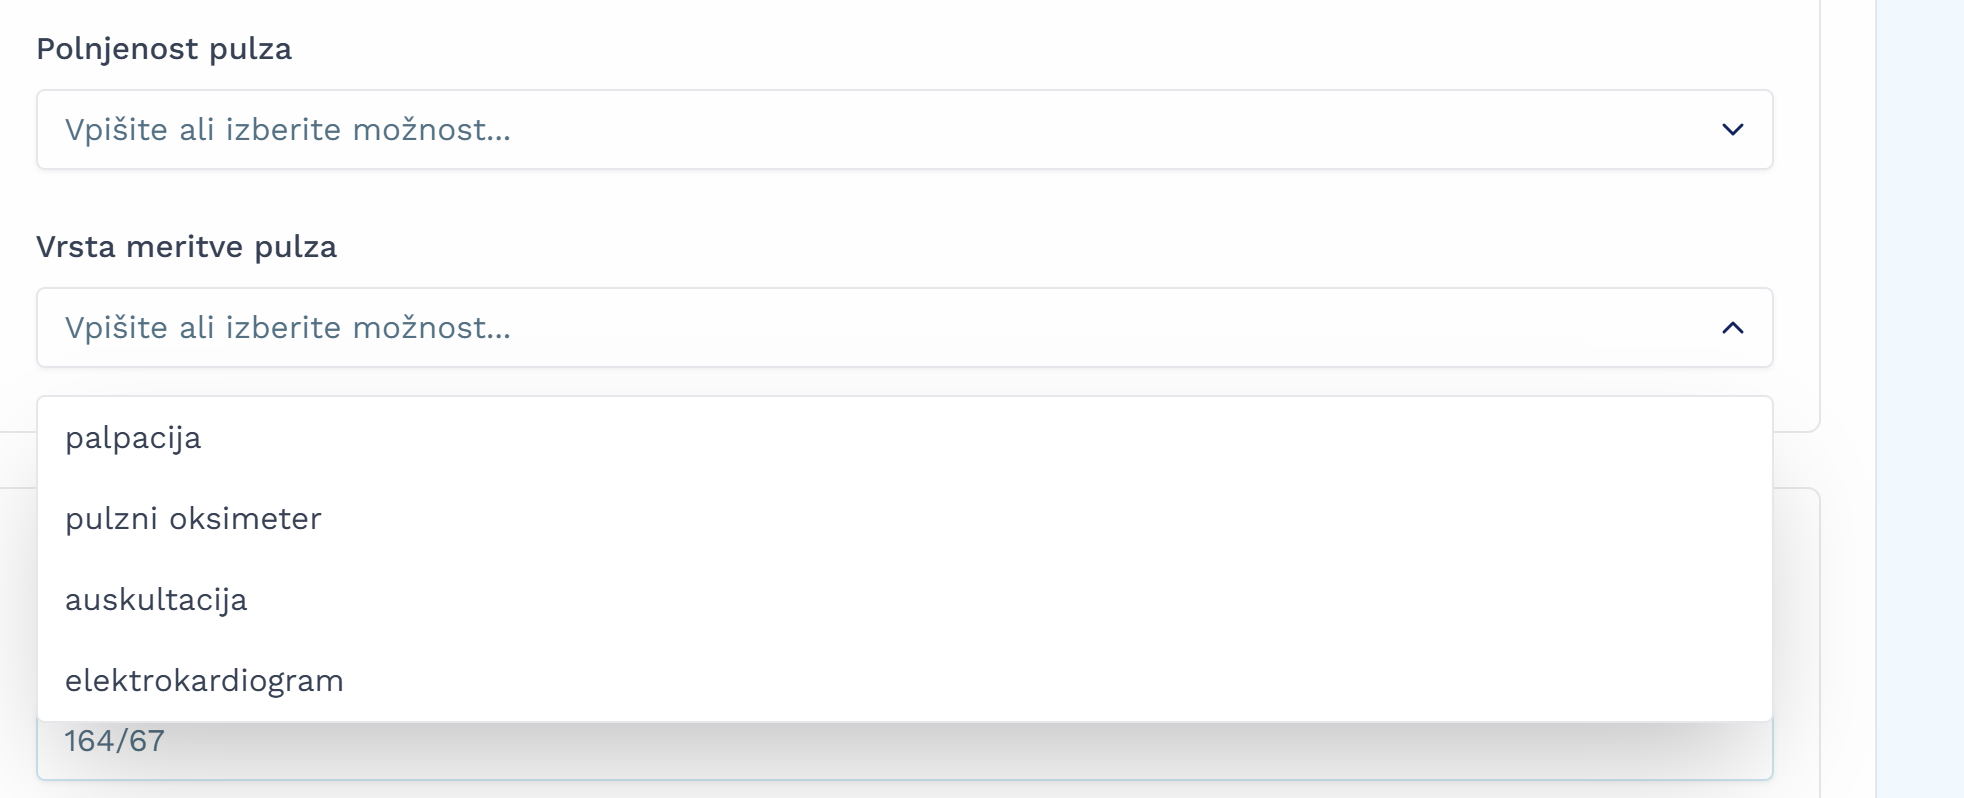 Polnjenost pulza
Vpišite ali izberite možnost...
Vrsta meritve pulza
Vpišite ali izberite možnost...
palpacija
pulzni oksimeter
auskultacija
elektrokardiogram
164/67